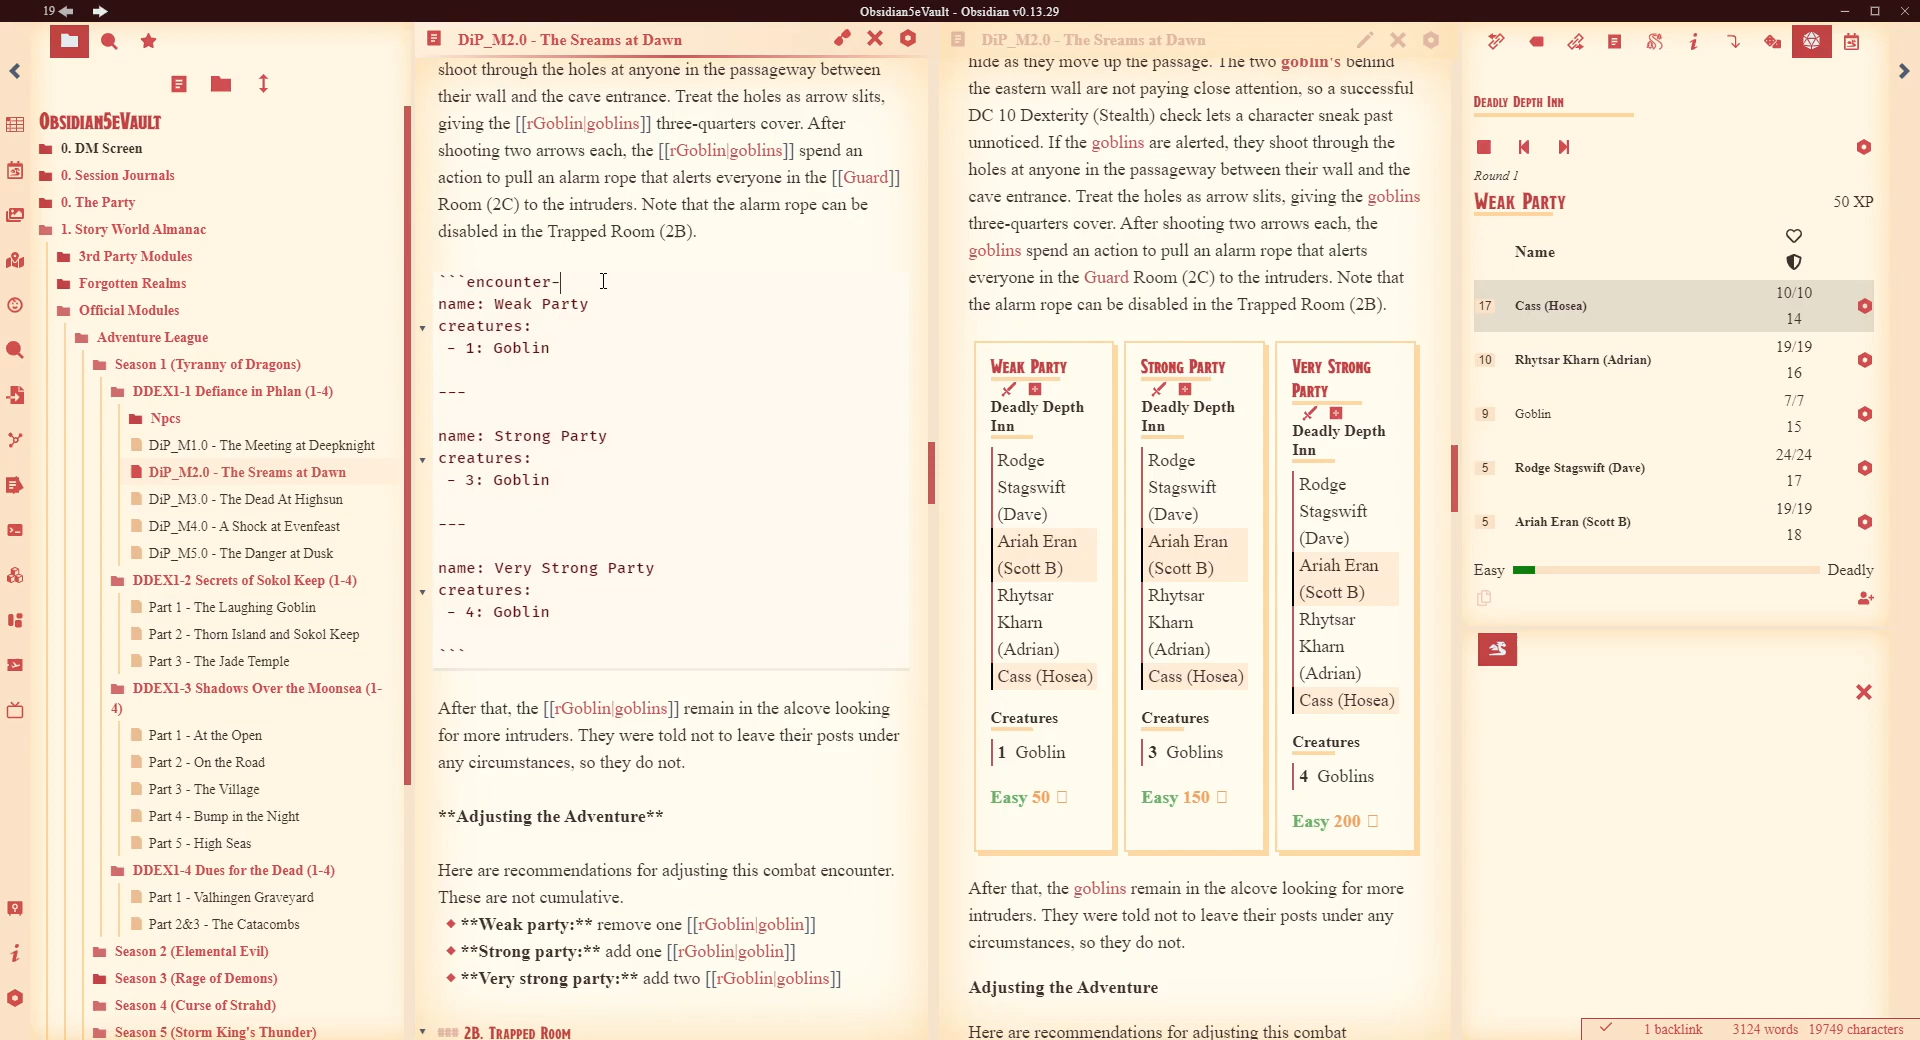 19
Obsidian5eVault - Obsidian v0.13.29
Obsidian5eVault
0. DM Screen
0. Session Journals
0. The Party
1. Story World Almanac
3rd Party Modules
Forgotten Realms
Official Modules
Adventure League
Season 1 (Tyranny of Dragons)
DDEX1-1 Defiance in Phlan (1-4)
Npcs
DiP_M1.0 - The Meeting at Deepknight
DiP_M2.0 - The Sreams at Dawn
DiP_M3.0 - The Dead At Highsun
DiP_M4.0 - A Shock at Evenfeast
DiP_M5.0 - The Danger at Dusk
DDEX1-2 Secrets of Sokol Keep (1-4)
Part 1 - The Laughing Goblin
Part 2 - Thorn Island and Sokol Keep
Part 3 - The Jade Temple
DDEX1-3 Shadows Over the Moonsea (1-
4)
Part 1 - At the Open
Part 2 - On the Road
Part 3 - The Village
Part 4 - Bump in the Night
Part 5 - High Seas
DDEX1-4 Dues for the Dead (1-4)
Part 1 - Valhingen Graveyard
Part 2&3 - The Catacombs
Season 2 (Elemental Evil)
Season 3 (Rage of Demons)
Season 4 (Curse of Strahd)
Season 5 (Storm King's Thunder)
DiP_M2.0 - The Sreams at Dawn
shoot through the holes at anyone in the passageway between
their wall and the cave entrance. Treat the holes as arrow slits,
giving the [[rGoblin|goblins]] three-quarters cover. After
shooting two arrows each, the [[rGoblin|goblins]] spend an
action to pull an alarm rope that alerts everyone in the [[Guard]]
Room (2C) to the intruders. Note that the alarm rope can be
disabled in the Trapped Room (2B).
```encounter-
name: Weak Party
creatures:
- 1: Goblin
---
name: Strong Party
creatures:
- 3: Goblin
---
name: Very Strong Party
creatures:
- 4: Goblin
```
After that, the [[rGoblin|goblins]] remain in the alcove looking
for more intruders. They were told not to leave their posts under
any circumstances, so they do not.
**Adjusting the Adventure**
Here are recommendations for adjusting this combat encounter.
These are not cumulative.
**Weak party:** remove one [[rGoblin|goblin]]
**Strong party:** add one [[rGoblin|goblin]]
**Very strong party:** add two [[rGoblin|goblins]]
### 2B. Trapped Room
DiP_M2.0 - The Sreams at Dawn
hide as they move up the passage. The two goblin's behind
the eastern wall are not paying close attention, so a successful
DC 10 Dexterity (Stealth) check lets a character sneak past
unnoticed. If the goblins are alerted, they shoot through the
holes at anyone in the passageway between their wall and the
cave entrance. Treat the holes as arrow slits, giving the goblins
three-quarters cover. After shooting two arrows each, the
goblins spend an action to pull an alarm rope that alerts
everyone in the Guard Room (2C) to the intruders. Note that
the alarm rope can be disabled in the Trapped Room (2B).
Weak Party
Deadly Depth
Inn
Rodge
Stagswift
(Dave)
Ariah Eran
(Scott B)
Rhytsar
Kharn
(Adrian)
Cass (Hosea)
Creatures
1 Goblin
Easy 50
Strong Party
Deadly Depth
Inn
Rodge
Stagswift
(Dave)
Ariah Eran
(Scott B)
Rhytsar
Kharn
(Adrian)
Cass (Hosea)
Creatures
3 Goblins
Easy 150
Very Strong
Party
Deadly Depth
Inn
Rodge
Stagswift
(Dave)
Ariah Eran
(Scott B)
Rhytsar
Kharn
(Adrian)
Cass (Hosea)
Creatures
4 Goblins
Easy 200
After that, the goblins remain in the alcove looking for more
intruders. They were told not to leave their posts under any
circumstances, so they do not.
Adjusting the Adventure
Here are recommendations for adjusting this combat
Deadly Depth Inn
Round 1
Weak Party 50 XP
Name
17 Cass (Hosea) 10/10
14
10 Rhytsar Kharn (Adrian) 19/19
16
9 Goblin 7/7
15
5 Rodge Stagswift (Dave) 24/24
17
5 Ariah Eran (Scott B) 19/19
18
Easy Deadly
1 backlink 3124 words 19749 characters